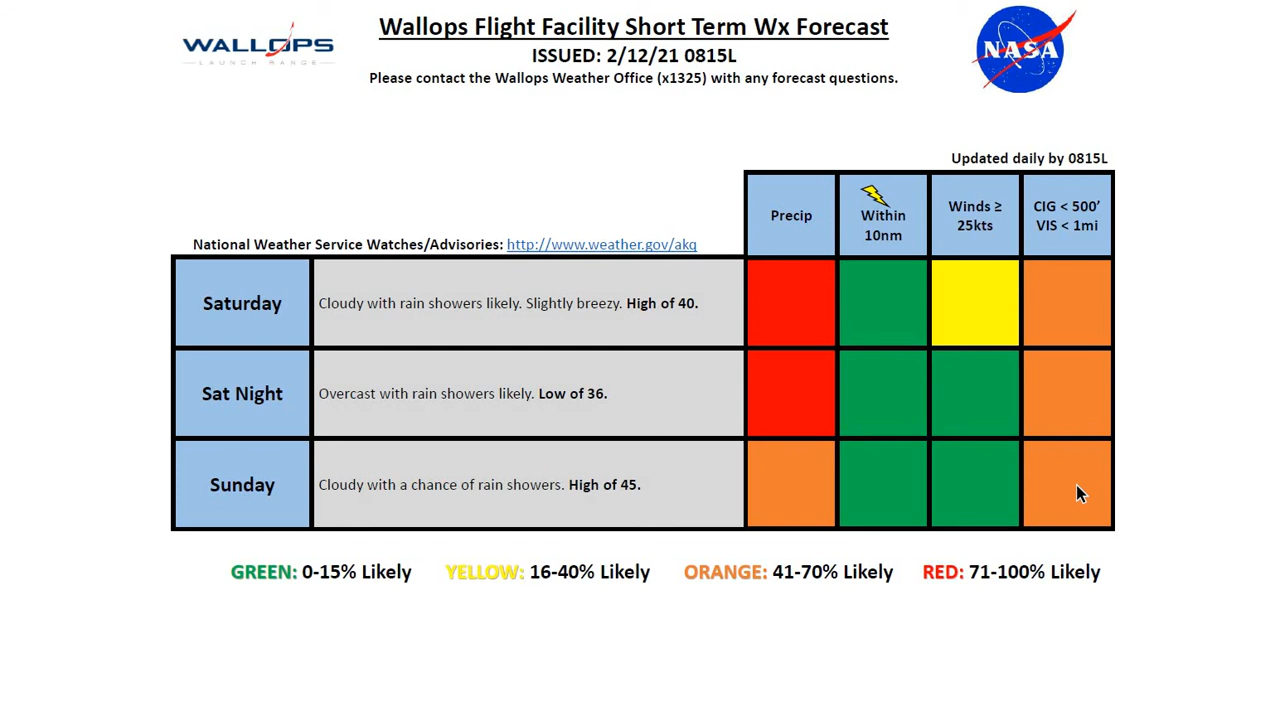 WALLOPS
LAUNCH RANGE
Wallops Flight Facility Short Term Wx Forecast
ISSUED: 2/12/21 0815L
Please contact the Wallops Weather Office (x1325) with any forecast questions.
NASA
Updated daily by 0815L
National Weather Service Watches/Advisories: http://www.weather.gov/akq
Precip
Within
10nm
Winds ≥
25kts
CIG < 500’
VIS < 1mi
Saturday
Cloudy with rain showers likely. Slightly breezy. High of 40.
Sat Night
Overcast with rain showers likely. Low of 36.
Sunday
Cloudy with a chance of rain showers. High of 45.
GREEN: 0-15% Likely
YELLOW: 16-40% Likely
ORANGE: 41-70% Likely
RED: 71-100% Likely